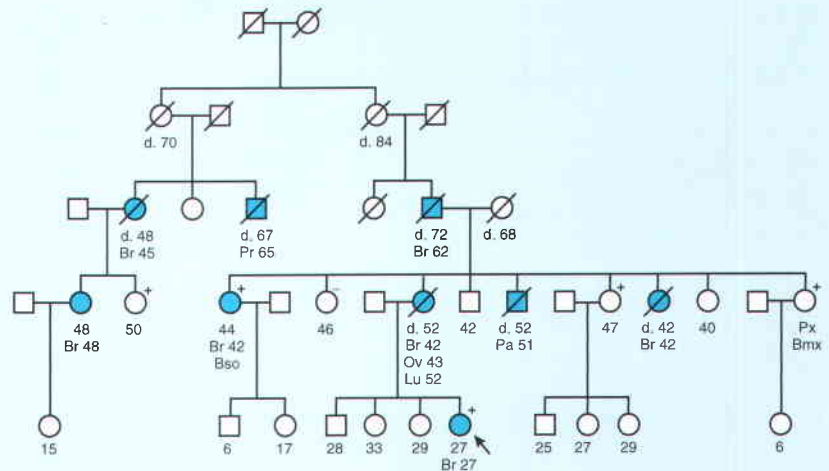 d. 70
d. 84
d. 48
Br 45
d. 67
Pr 65
d. 72
Br 62
d. 68
48
Br 48
50
+
44
Br 42
Bso
+
46
–
d. 52
Br 42
Ov 43
Lu 52
42
d. 52
Pa 51
47
+
d. 42
Br 42
40
Px
Bmx
+
15
6
17
28
33
29
27
Br 27
+
25
27
29
6